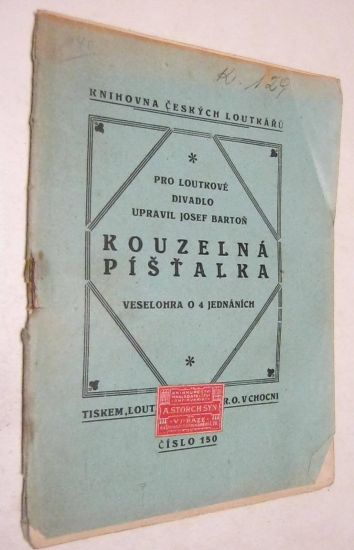 K. 129
KNIHOVNA ČESKÝCH LOUTKÁŘŮ
PRO LOUTKOVÉ
DIVADLO
UPRAVIL JOSEF BARTOŇ
KOUZELNÁ
PÍŠŤALKA
VESELOHRA O 4 JEDNÁNÍCH
TISKEM „LOUT R. O. V CHOCNI
A. STORCH SYN
V PRAZE
ČÍSLO 150